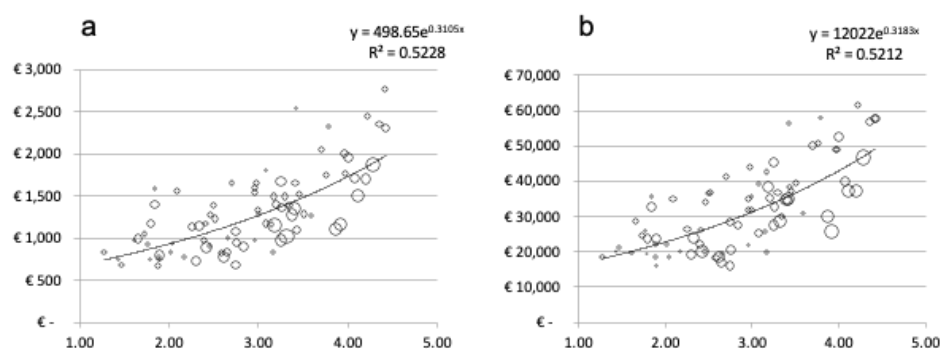 a
y = 498.65e^0.3105x
R² = 0.5228
€ 3,000
€ 2,500
€ 2,000
€ 1,500
€ 1,000
€ 500
€ -
1.00 2.00 3.00 4.00 5.00
b
y = 12022e^0.3183x
R² = 0.5212
€ 70,000
€ 60,000
€ 50,000
€ 40,000
€ 30,000
€ 20,000
€ 10,000
€ -
1.00 2.00 3.00 4.00 5.00